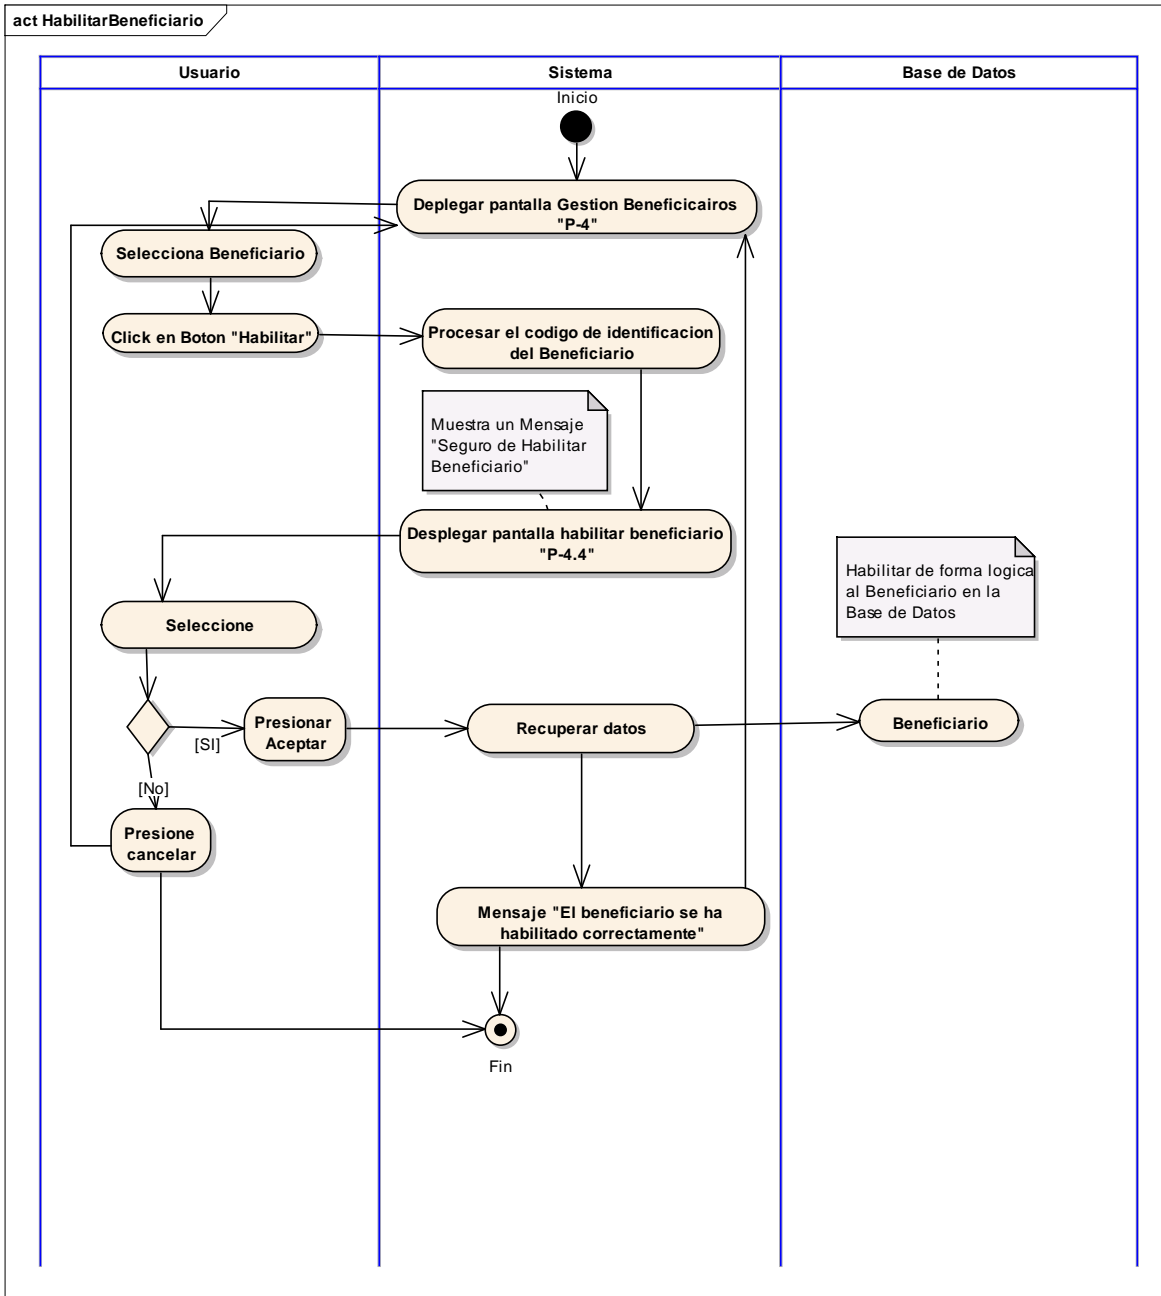 act HabilitarBeneficiario
Usuario
Sistema
Base de Datos
Inicio
Deplegar pantalla Gestion Beneficicairos
"P-4"
Selecciona Beneficiario
Click en Boton "Habilitar"
Procesar el codigo de identificacion
del Beneficiario
Muestra un Mensaje
"Seguro de Habilitar
Beneficiario"
Desplegar pantalla habilitar beneficiario
"P-4.4"
Habilitar de forma logica
al Beneficiario en la
Base de Datos
Seleccione
Presionar
Aceptar
[SI]
Recuperar datos
Beneficiario
[No]
Presione
cancelar
Mensaje "El beneficiario se ha
habilitado correctamente"
Fin